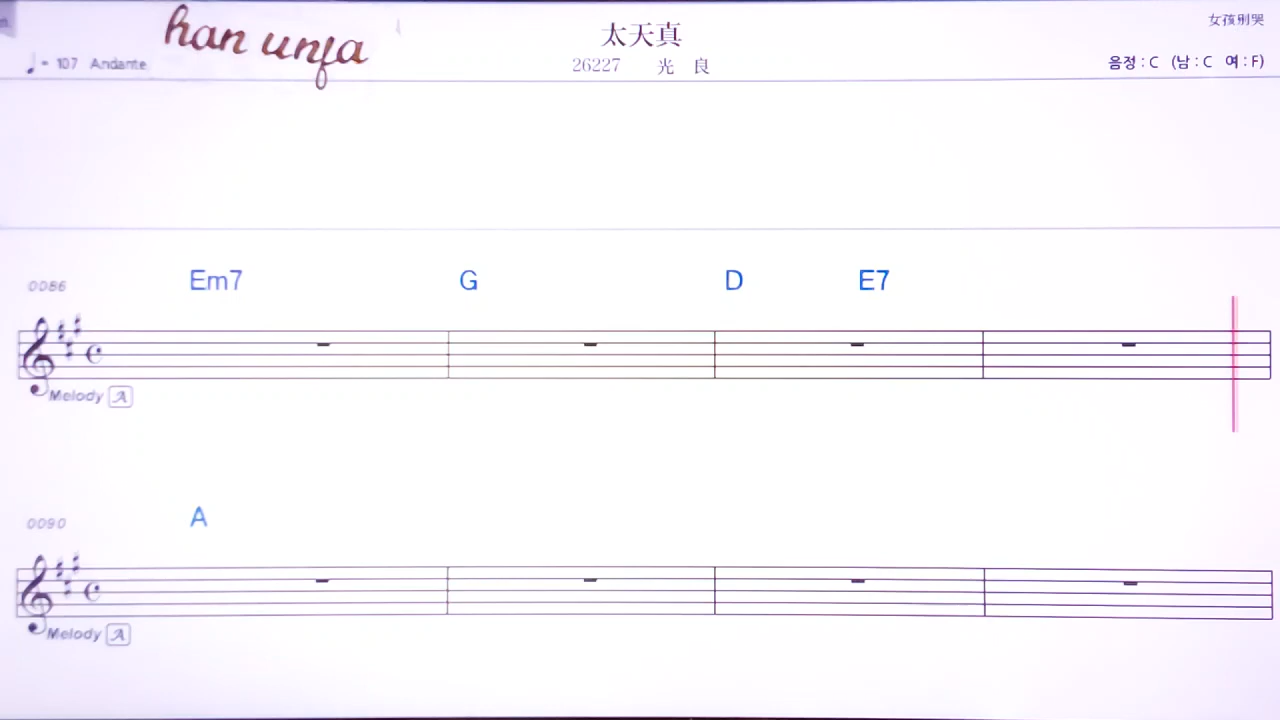 han unfa
太天真
女孩别哭
♩ = 107 Andante
26227 光 良
음정 : C (남 : C 여 : F)
0086
Em7 G D E7
Melody A
0090
A
Melody A